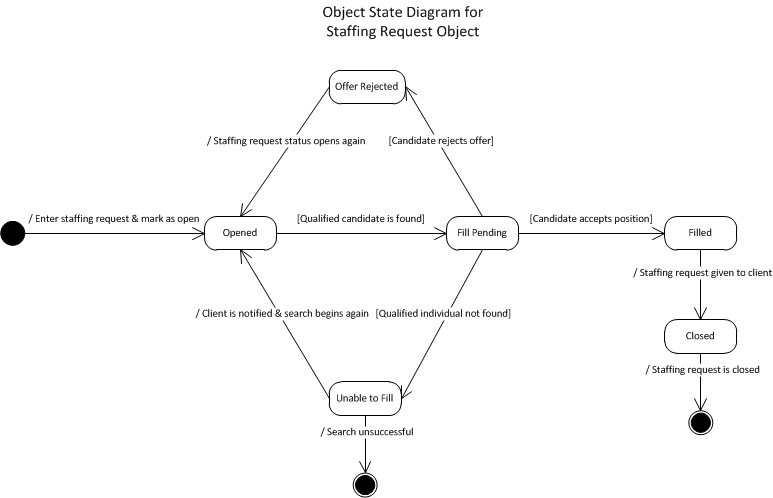 Object State Diagram for
Staffing Request Object
Offer Rejected
/ Staffing request status opens again
[Candidate rejects offer]
/ Enter staffing request & mark as open
Opened
[Qualified candidate is found]
Fill Pending
[Candidate accepts position]
Filled
/ Staffing request given to client
/ Client is notified & search begins again
[Qualified individual not found]
Closed
/ Staffing request is closed
Unable to Fill
/ Search unsuccessful